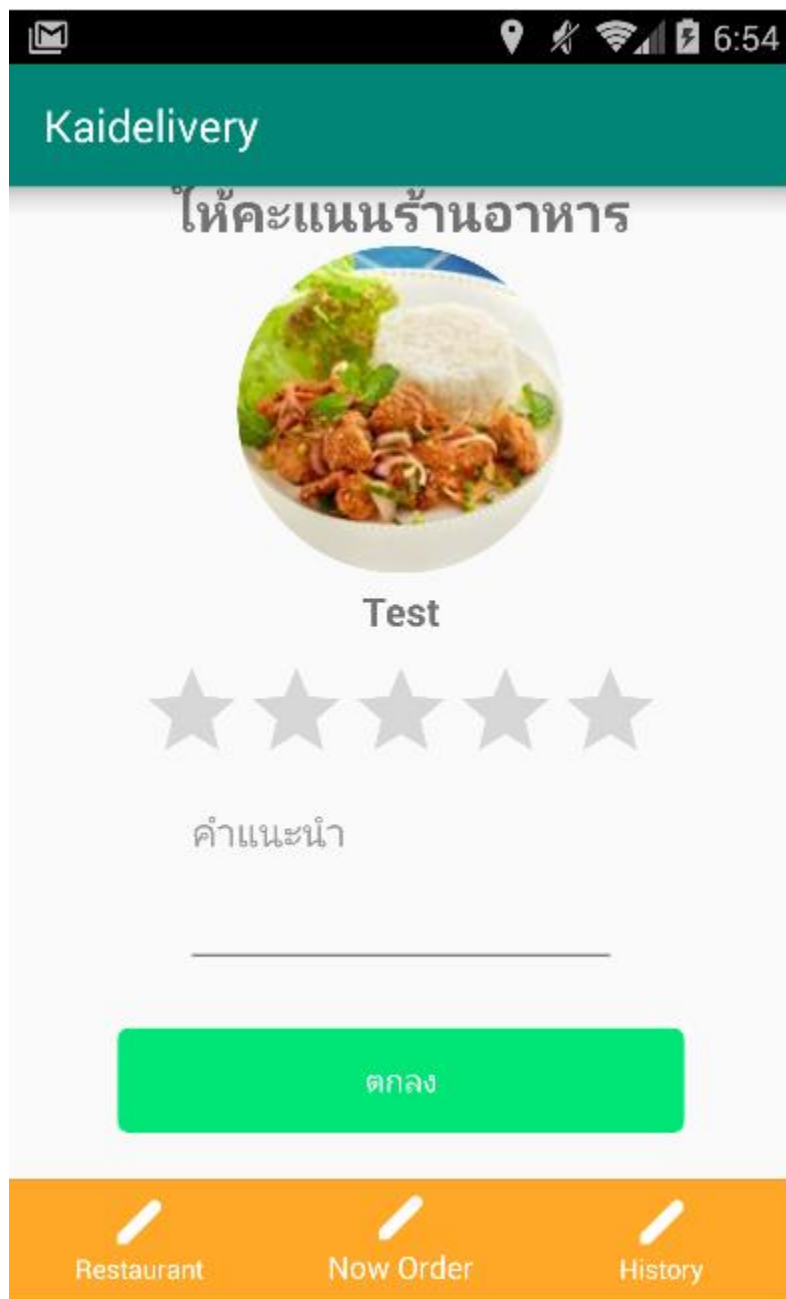 6:54
Kaidelivery
ให้คะแนนร้านอาหาร
Test
คำแนะนำ
ตกลง
Restaurant Now Order History